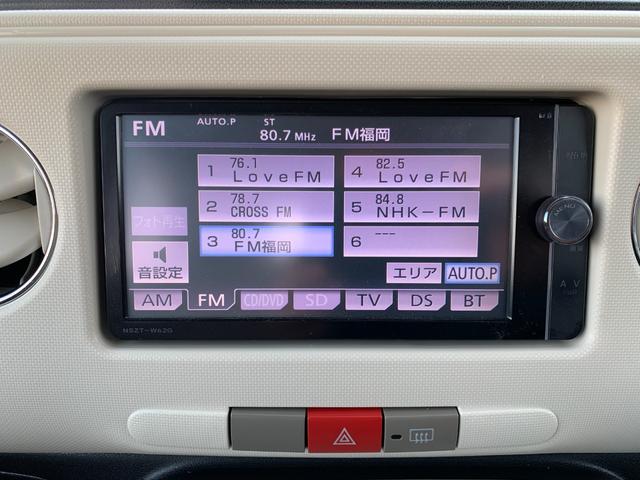 FM AUTO.P ST 80.7 MHz FM福岡
1 76.1 LoveFM
4 82.5 LoveFM
2 78.7 CROSS FM
5 84.8 NHK-FM
3 80.7 FM福岡
6 ---
フォト再生
音設定
エリア AUTO.P
AM FM CD/DVD SD TV DS BT
NSZT-W62G
MENU
A V